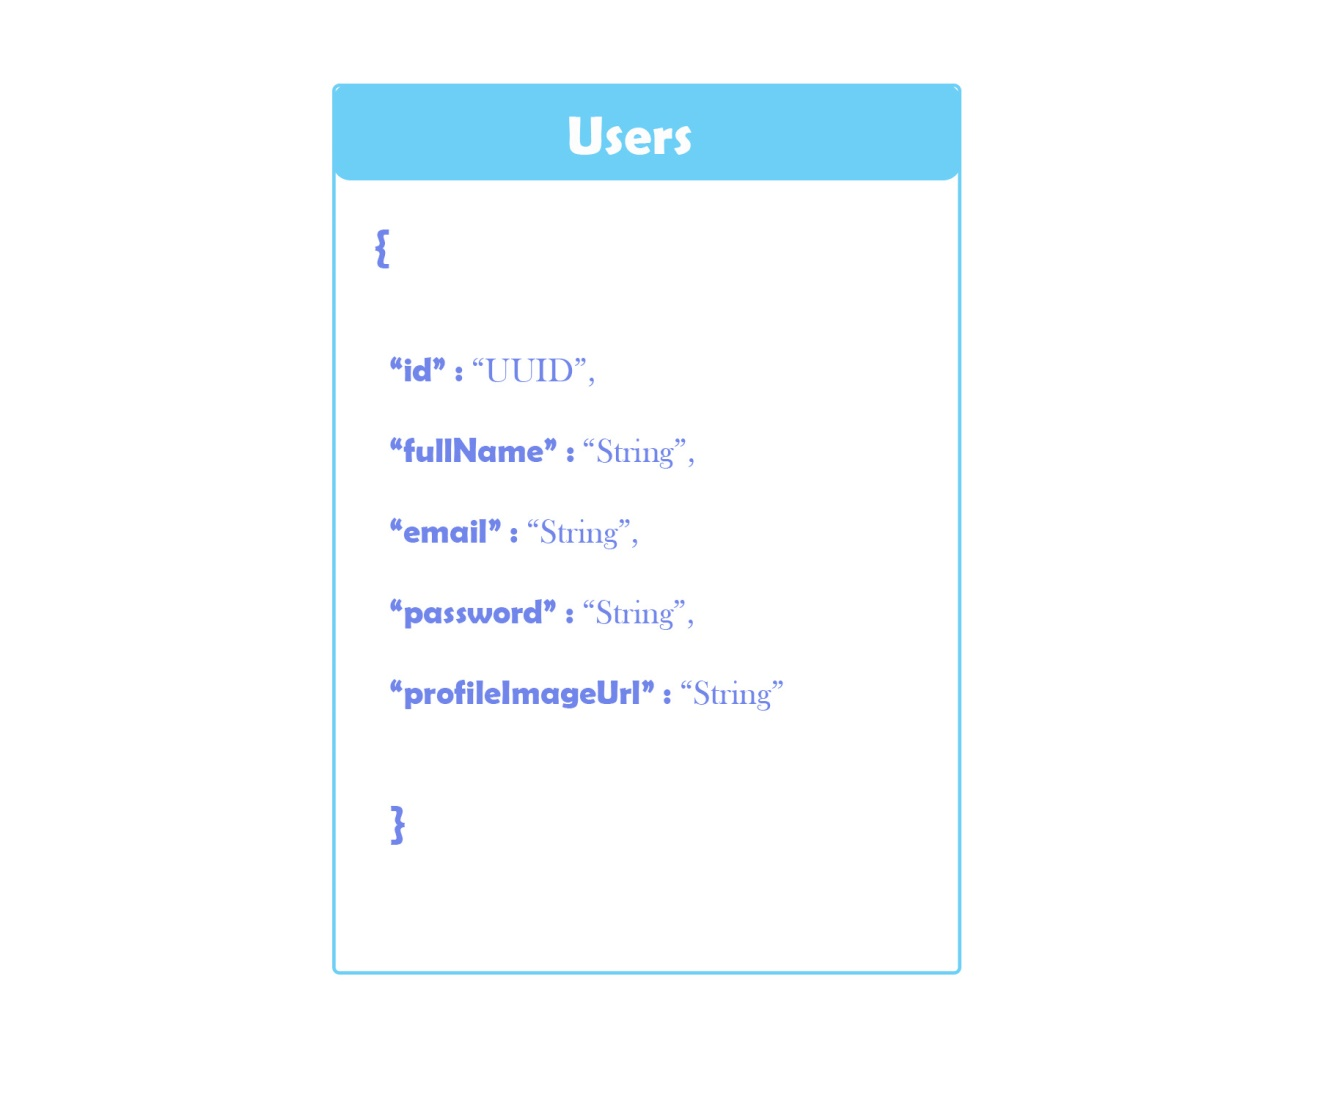 Users
{
“id” : “UUID”,
“fullName” : “String”,
“email” : “String”,
“password” : “String”,
“profileImageUrl” : “String”
}